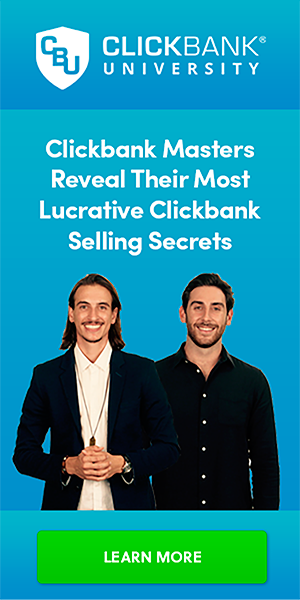 CBU
CLICKBANK®
UNIVERSITY
Clickbank Masters
Reveal Their Most
Lucrative Clickbank
Selling Secrets
LEARN MORE